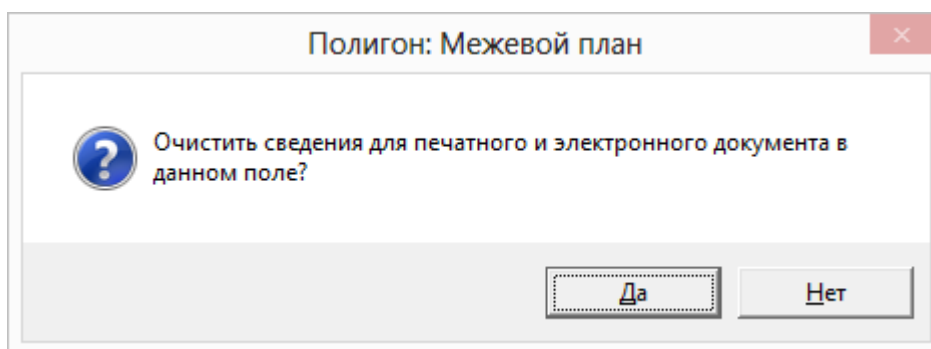 Полигон: Межевой план
Очистить сведения для печатного и электронного документа в
данном поле?
Да
Нет